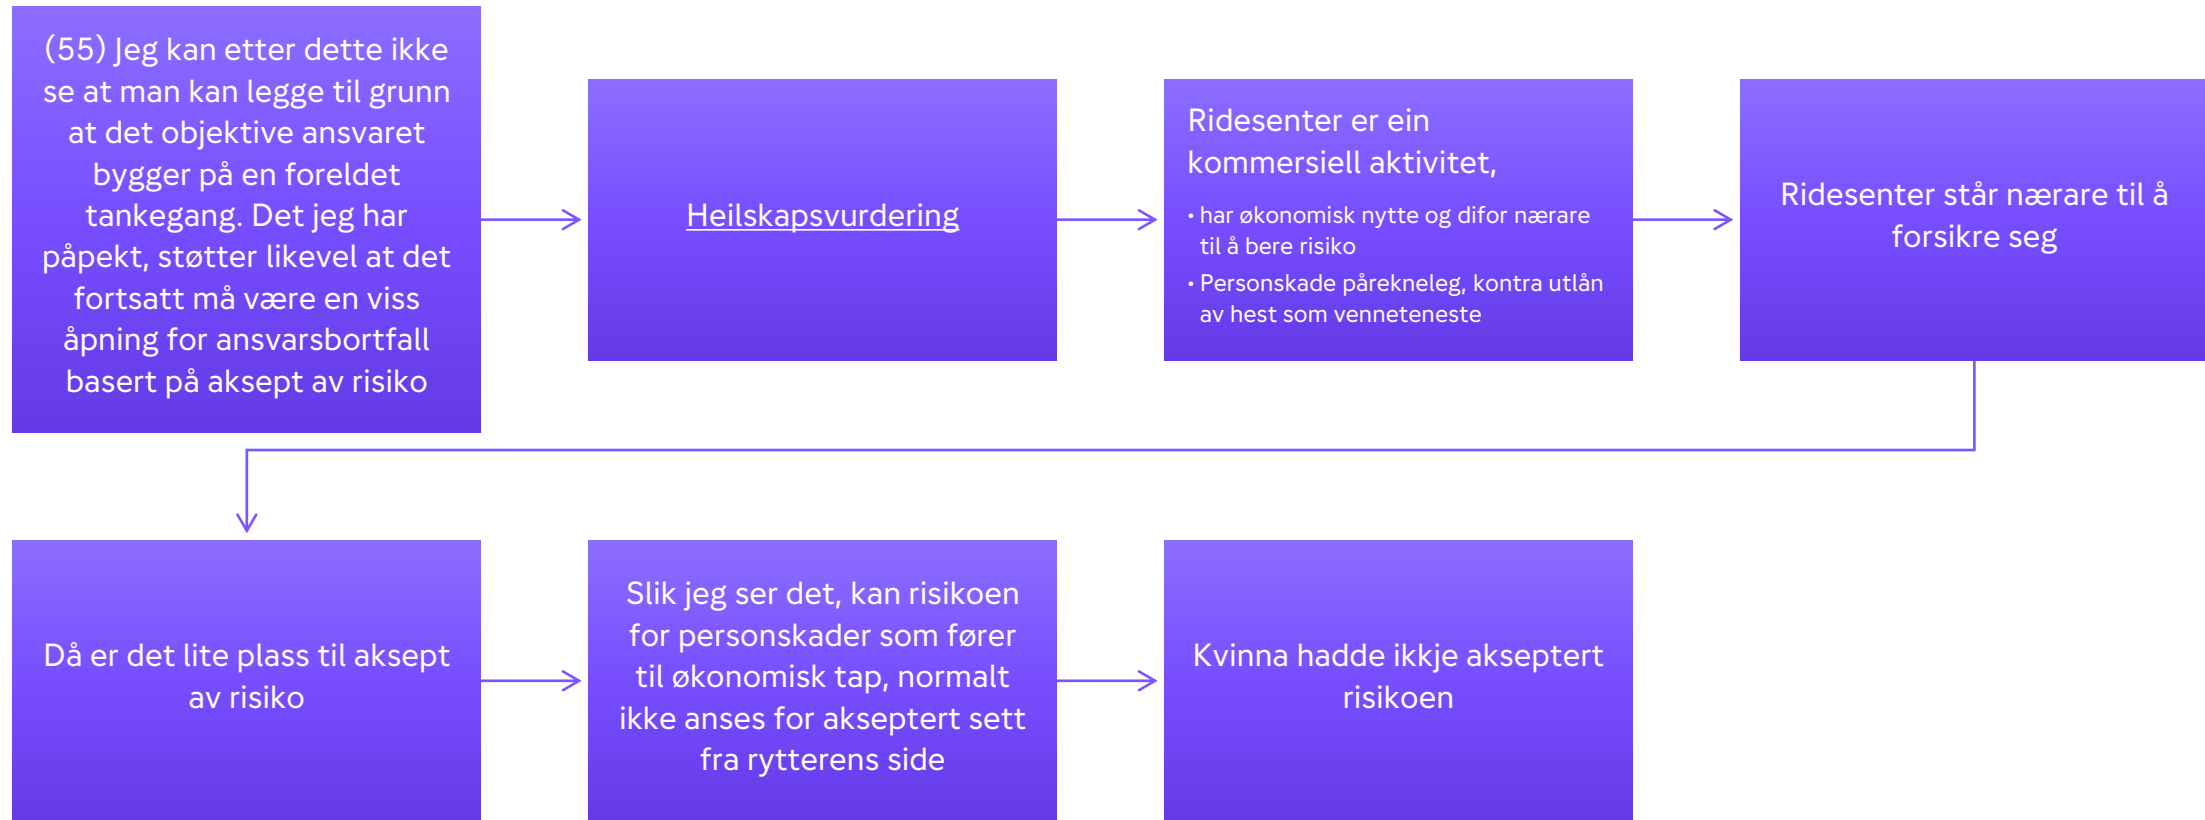 (55) Jeg kan etter dette ikke
se at man kan legge til grunn
at det objektive ansvaret
bygger på en foreldet
tankegang. Det jeg har
påpekt, støtter likevel at det
fortsatt må være en viss
åpning for ansvarsbortfall
basert på aksept av risiko
Heilskapsvurdering
Ridesenter er ein
kommersiell aktivitet,
• har økonomisk nytte og difor nærare
til å bere risiko
• Personskade pårekneleg, kontra utlån
av hest som venneteneste
Ridesenter står nærare til å
forsikre seg
Då er det lite plass til aksept
av risiko
Slik jeg ser det, kan risikoen
for personskader som fører
til økonomisk tap, normalt
ikke anses for akseptert sett
fra rytterens side
Kvinna hadde ikkje akseptert
risikoen